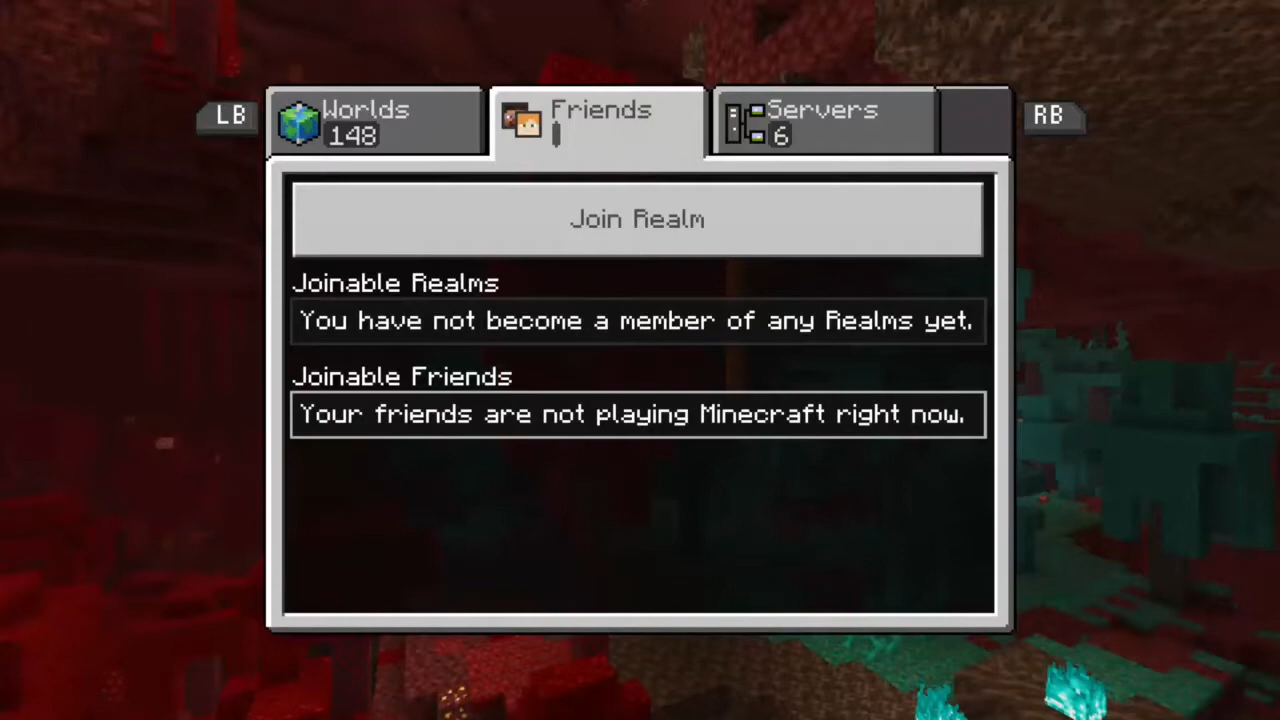 LB
Worlds
148
Friends
Servers
6
RB
Join Realm
Joinable Realms
You have not become a member of any Realms yet.
Joinable Friends
Your friends are not playing Minecraft right now.